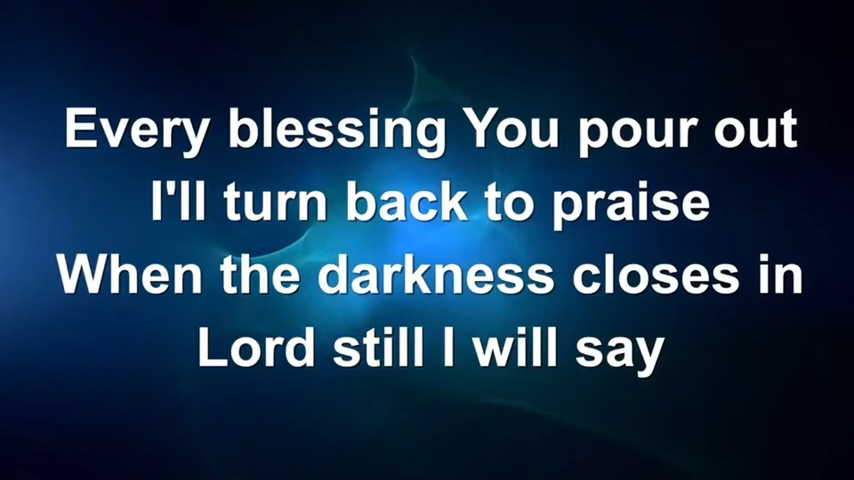 Every blessing You pour out
I'll turn back to praise
When the darkness closes in
Lord still I will say